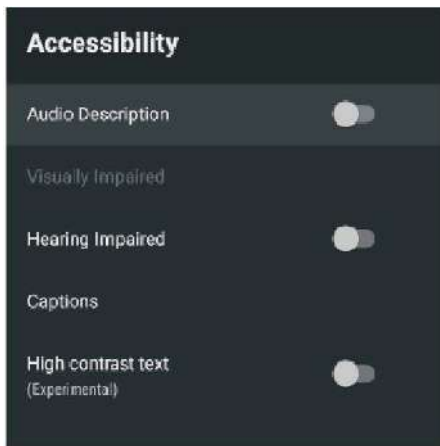 Accessibility
Audio Description
Visually Impaired
Hearing Impaired
Captions
High contrast text
(Experimental)